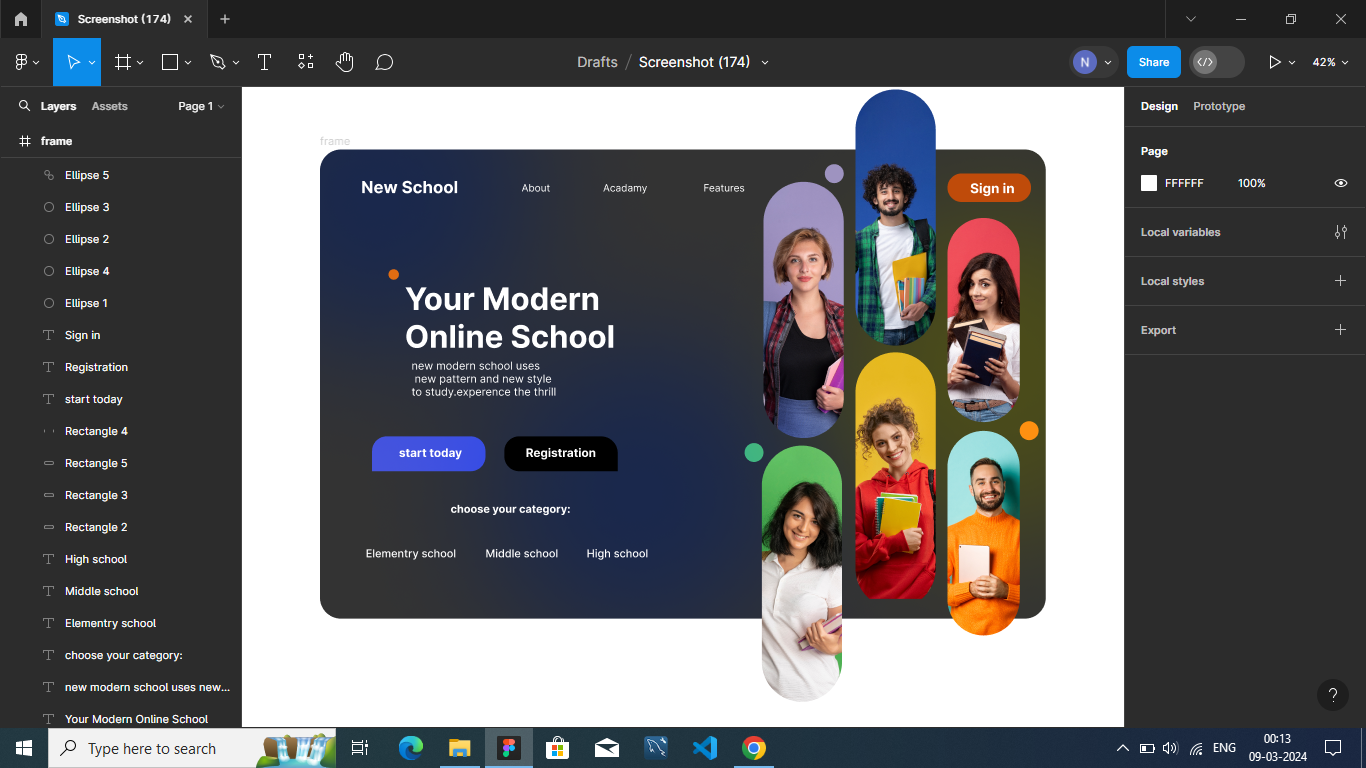 Screenshot (174)
Drafts / Screenshot (174)
N
Share
42%
Layers
Assets
Page 1
frame
Ellipse 5
Ellipse 3
Ellipse 2
Ellipse 4
Ellipse 1
Sign in
Registration
start today
Rectangle 4
Rectangle 5
Rectangle 3
Rectangle 2
High school
Middle school
Elementry school
choose your category:
new modern school uses new...
Your Modern Online School
frame
New School
About
Acadamy
Features
Sign in
Your Modern
Online School
new modern school uses
new pattern and new style
to study.experence the thrill
start today
Registration
choose your category:
Elementry school
Middle school
High school
Design
Prototype
Page
FFFFFF
100%
Local variables
Local styles
Export
?
Type here to search
ENG
00:13
09-03-2024